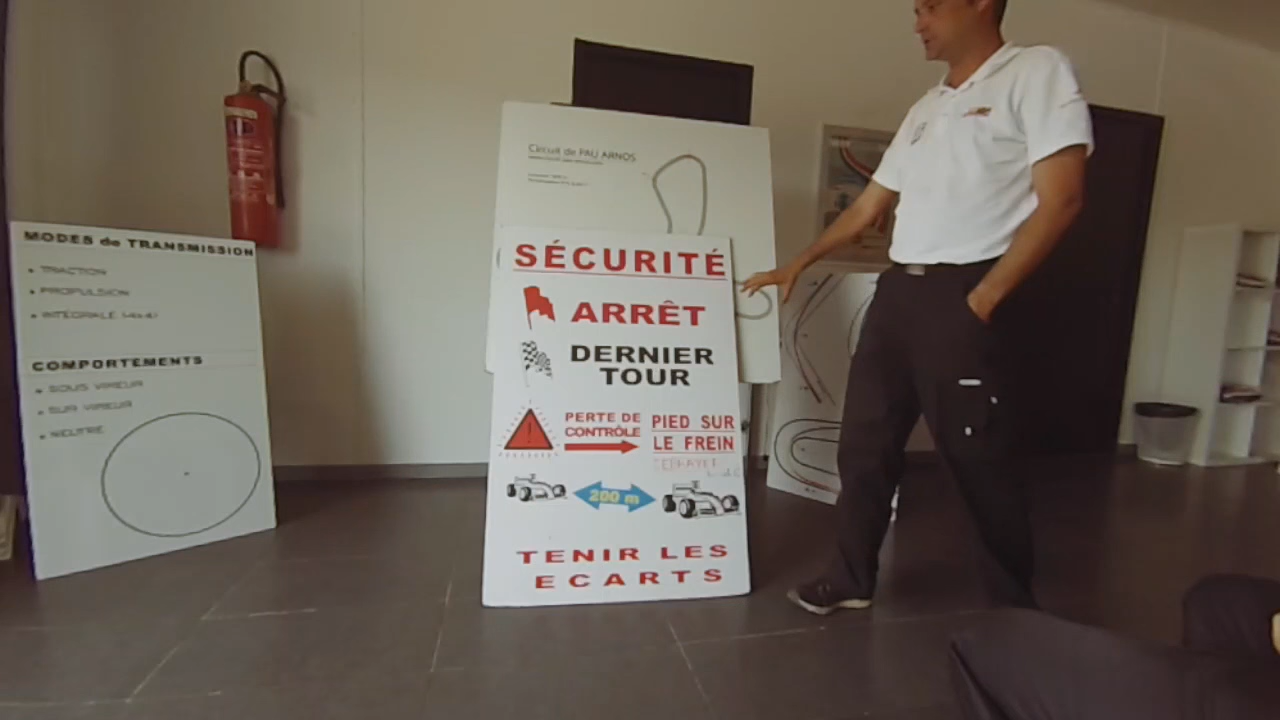 MODES de TRANSMISSION
• TRACTION
• PROPULSION
• INTÉGRALE (4x4)
COMPORTEMENTS
• SOUS VIREUR
• SUR VIREUR
• NEUTRE
Circuit de PAU ARNOS
SÉCURITÉ
ARRÊT
DERNIER
TOUR
PERTE DE
CONTRÔLE
PIED SUR
LE FREIN
200 m
TENIR LES
ECARTS